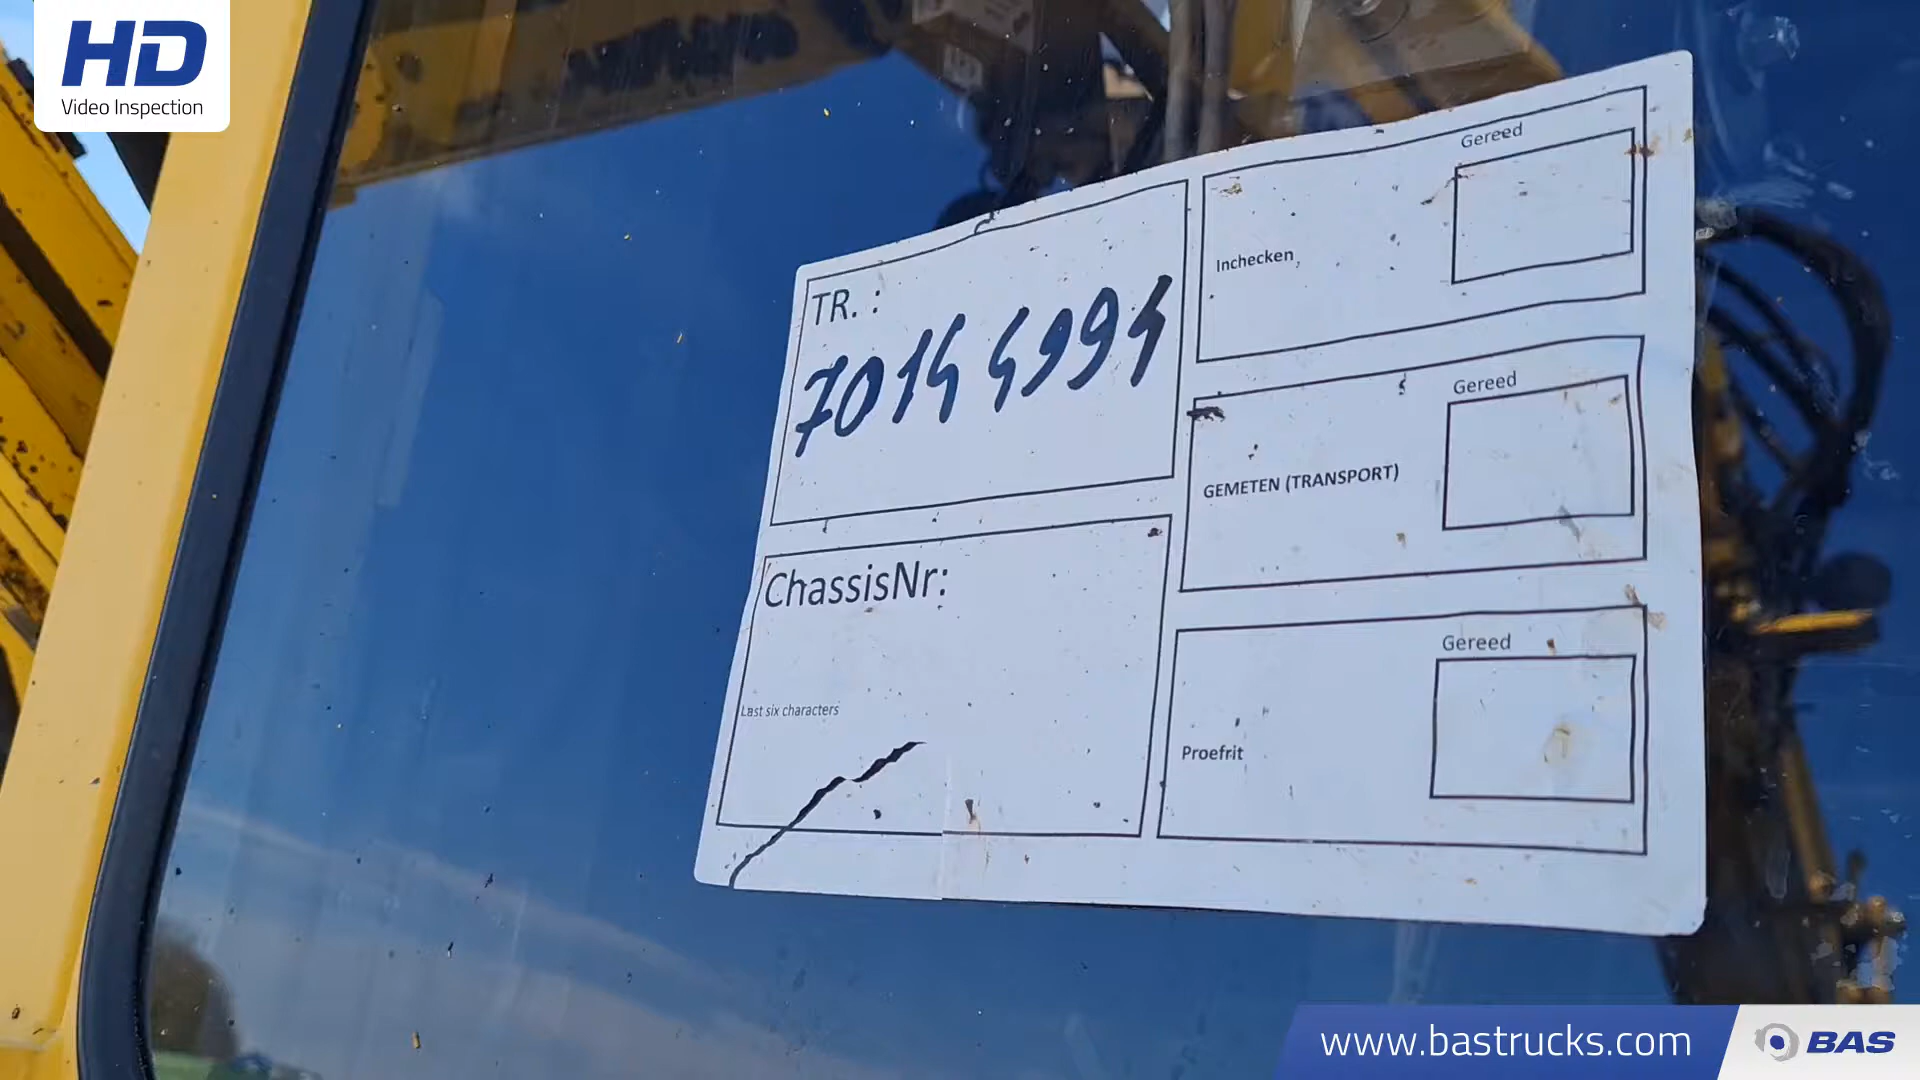 HD
Video Inspection
TR. :
70144994
ChassisNr:
Last six characters
Gereed
Inchecken
Gereed
GEMETEN (TRANSPORT)
Gereed
Proefrit
www.bastrucks.com
BAS